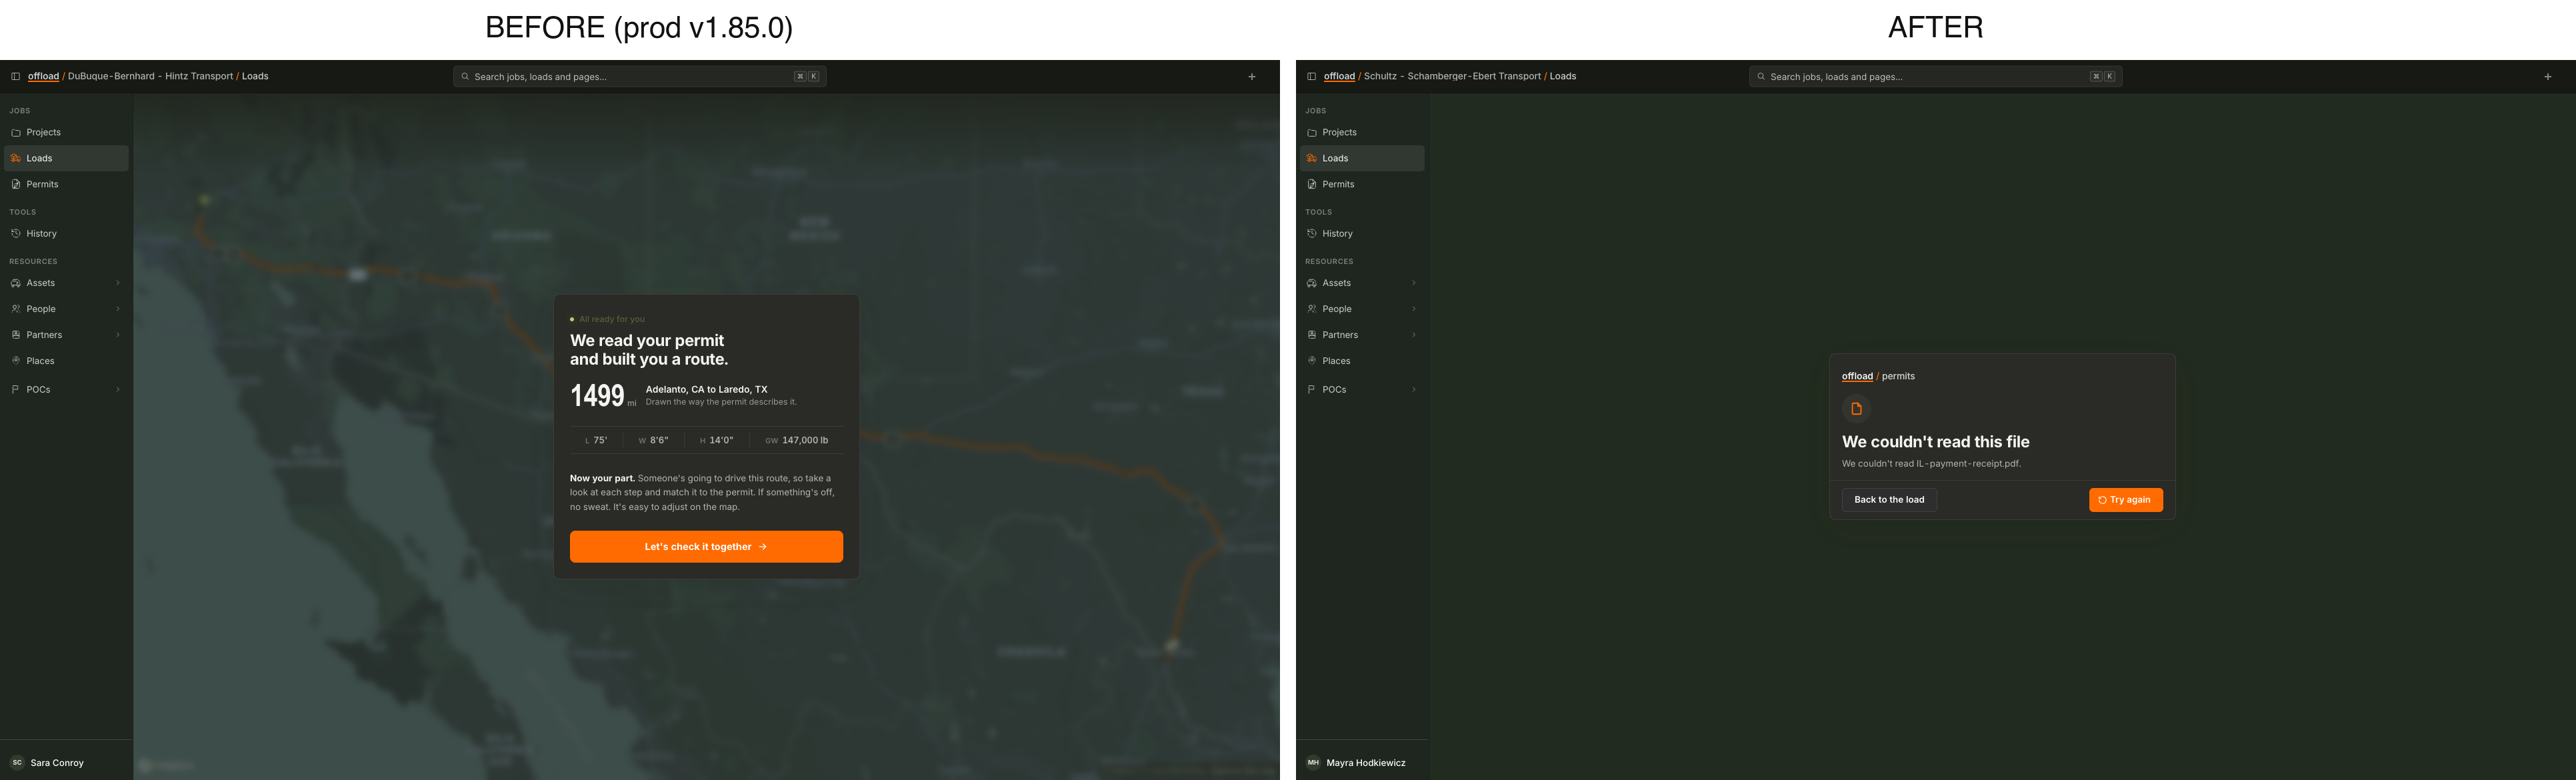 BEFORE (prod v1.85.0)
offload / DuBuque-Bernhard - Hintz Transport / Loads
Search jobs, loads and pages...
⌘ K
JOBS
Projects
Loads
Permits
TOOLS
History
RESOURCES
Assets
People
Partners
Places
POCs
SC Sara Conroy
All ready for you
We read your permit
and built you a route.
1499 mi
Adelanto, CA to Laredo, TX
Drawn the way the permit describes it.
L 75' W 8'6" H 14'0" GW 147,000 lb
Now your part. Someone's going to drive this route, so take a
look at each step and match it to the permit. If something's off,
no sweat. It's easy to adjust on the map.
Let's check it together →
AFTER
offload / Schultz - Schamberger-Ebert Transport / Loads
Search jobs, loads and pages...
⌘ K
JOBS
Projects
Loads
Permits
TOOLS
History
RESOURCES
Assets
People
Partners
Places
POCs
MH Mayra Hodkiewicz
offload / permits
We couldn't read this file
We couldn't read IL-payment-receipt.pdf.
Back to the load
Try again